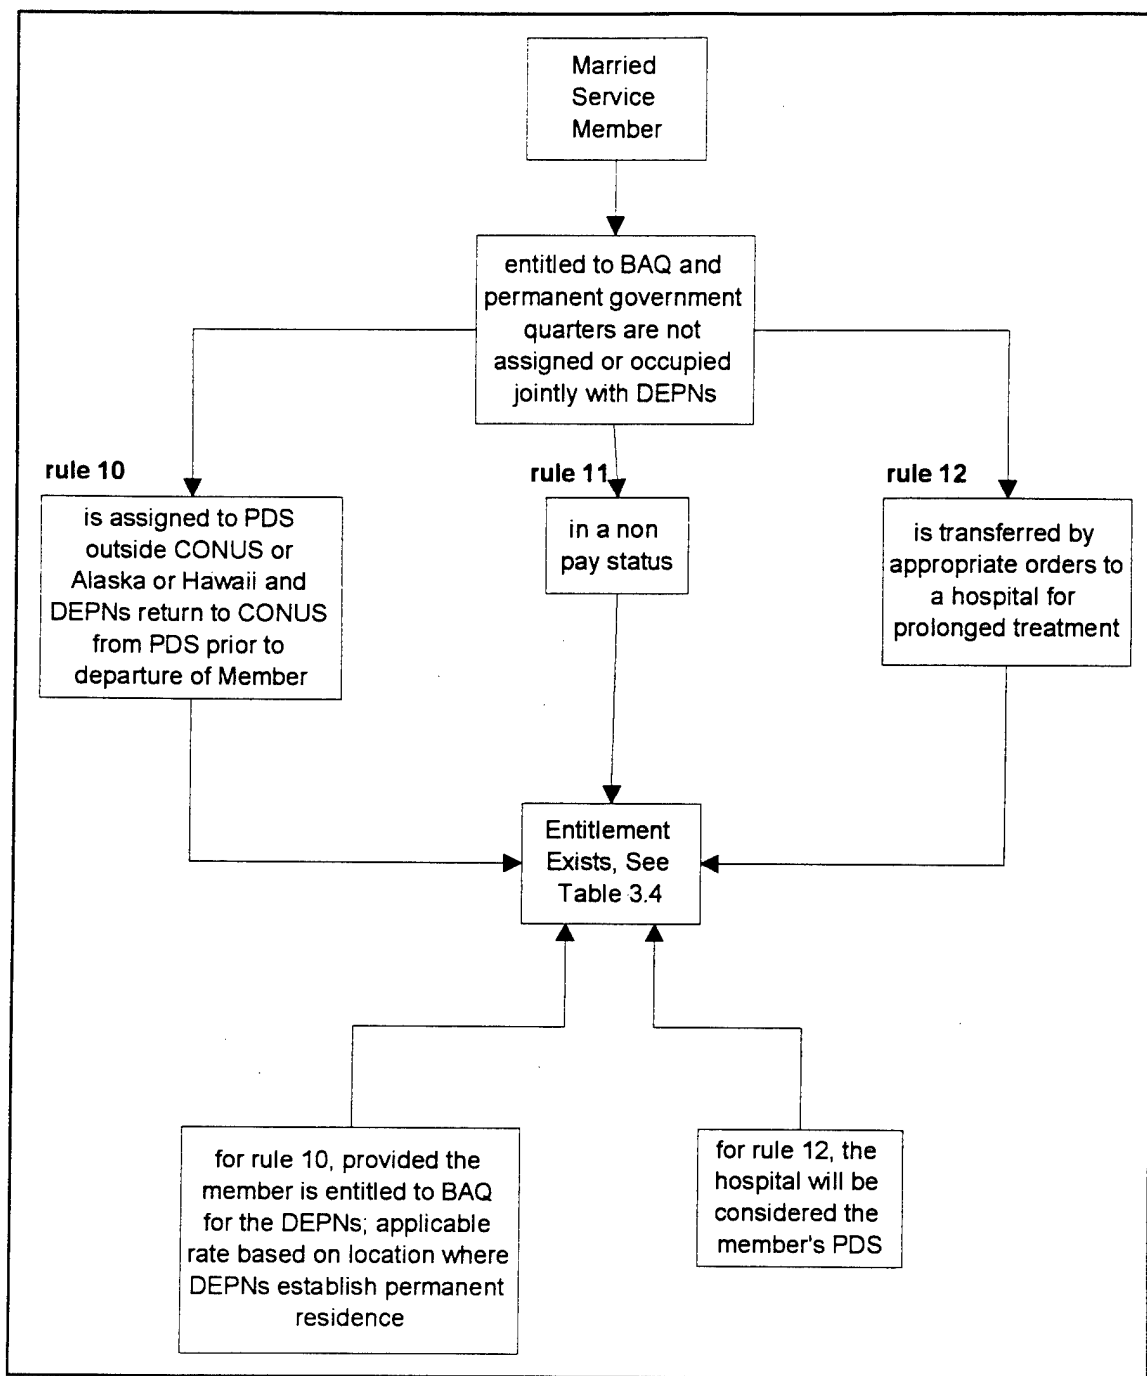 Married
Service
Member
entitled to BAQ and
permanent government
quarters are not
assigned or occupied
jointly with DEPNs
rule 10
is assigned to PDS
outside CONUS or
Alaska or Hawaii and
DEPNs return to CONUS
from PDS prior to
departure of Member
rule 11
in a non
pay status
rule 12
is transferred by
appropriate orders to
a hospital for
prolonged treatment
Entitlement
Exists, See
Table 3.4
for rule 10, provided the
member is entitled to BAQ
for the DEPNs; applicable
rate based on location where
DEPNs establish permanent
residence
for rule 12, the
hospital will be
considered the
member's PDS